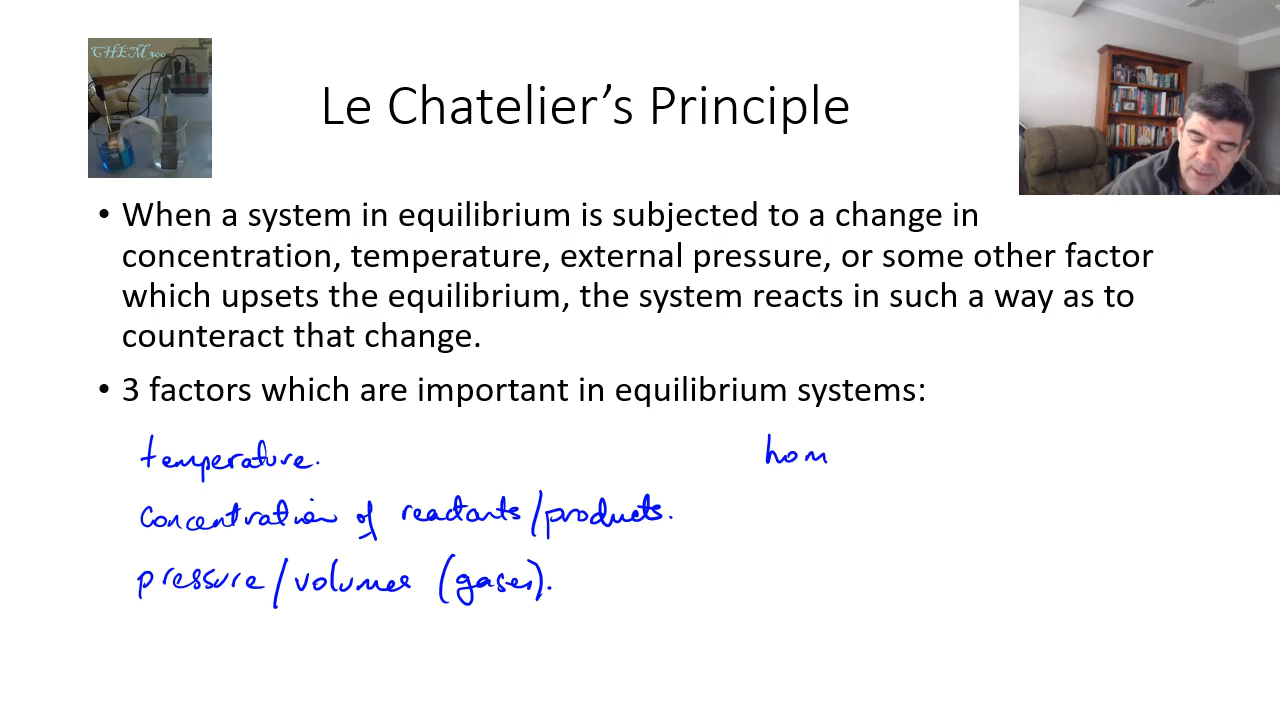 CHEM 300
Le Chatelier’s Principle
• When a system in equilibrium is subjected to a change in
concentration, temperature, external pressure, or some other factor
which upsets the equilibrium, the system reacts in such a way as to
counteract that change.
• 3 factors which are important in equilibrium systems:
temperature.
hom
concentration of reactants/products.
pressure/volumes (gases).